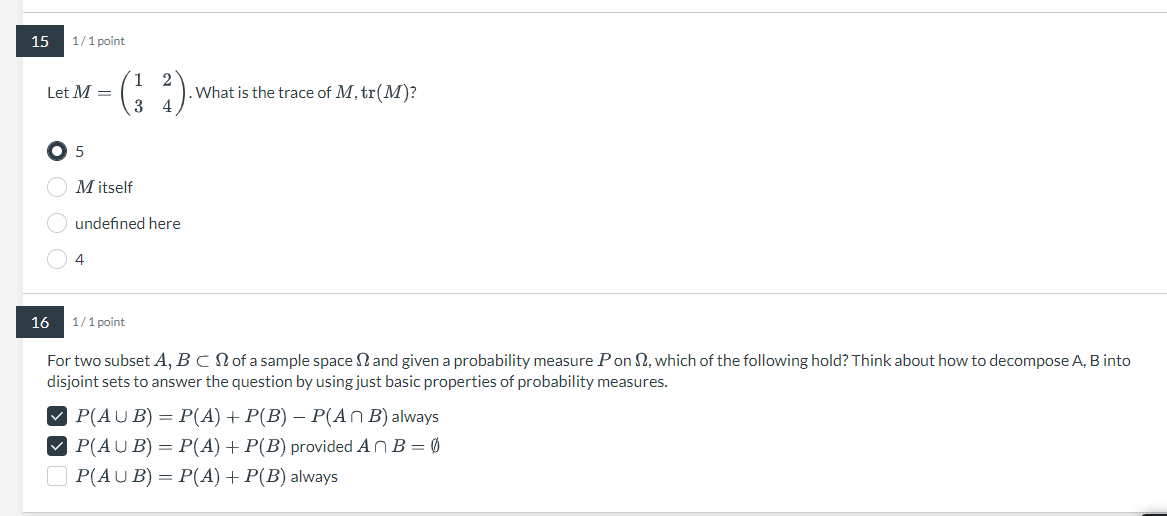 15 1/1 point
Let M = ( 1 2
3 4 ). What is the trace of M, tr(M)?
5
M itself
undefined here
4
16 1/1 point
For two subset A, B ⊂ Ω of a sample space Ω and given a probability measure P on Ω, which of the following hold? Think about how to decompose A, B into
disjoint sets to answer the question by using just basic properties of probability measures.
P(A ∪ B) = P(A) + P(B) − P(A ∩ B) always
P(A ∪ B) = P(A) + P(B) provided A ∩ B = ∅
P(A ∪ B) = P(A) + P(B) always